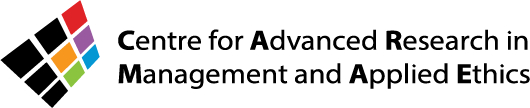 Centre for Advanced Research in
Management and Applied Ethics